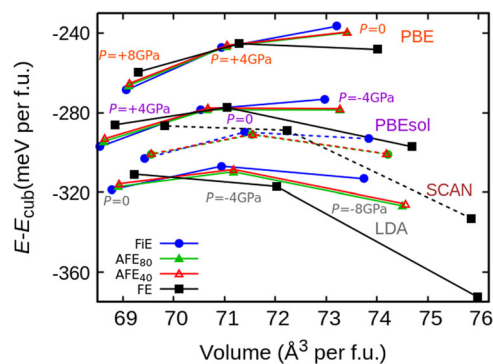 -240
-280
-320
-360
E-E_cub(meV per f.u.)
P=0
PBE
P=+8GPa
P=+4GPa
P=-4GPa
P=+4GPa
P=0
PBEsol
SCAN
P=0
P=-4GPa
P=-8GPa
LDA
FiE
AFE₈₀
AFE₄₀
FE
69 70 71 72 73 74 75 76
Volume (Å³ per f.u.)